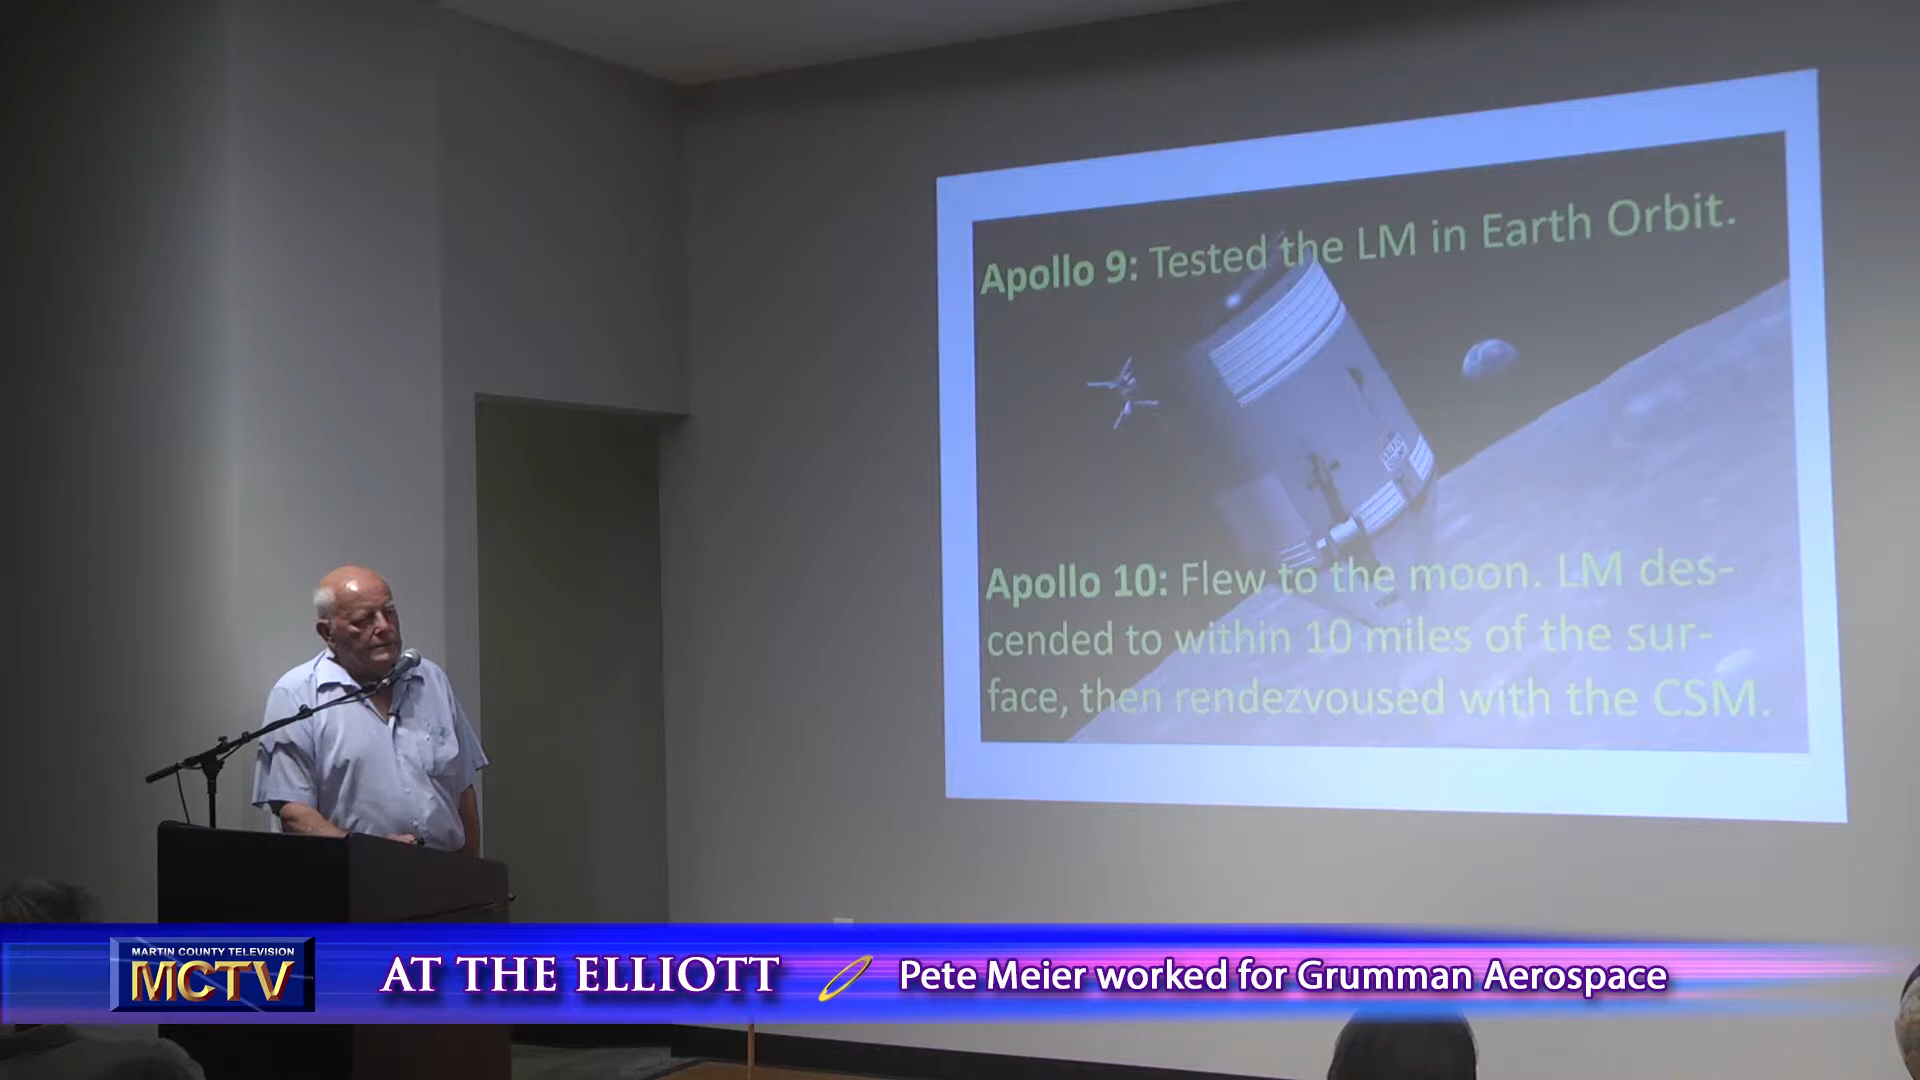 Apollo 9: Tested the LM in Earth Orbit.
Apollo 10: Flew to the moon. LM des-
cended to within 10 miles of the sur-
face, then rendezvoused with the CSM.
MARTIN COUNTY TELEVISION
MCTV
AT THE ELLIOTT
Pete Meier worked for Grumman Aerospace